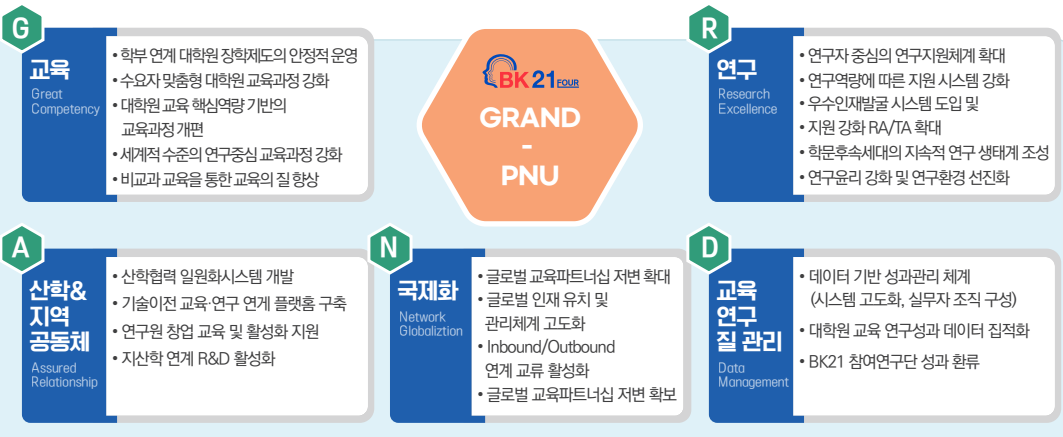 G
교육
Great
Competency
• 학부 연계 대학원 장학제도의 안정적 운영
• 수요자 맞춤형 대학원 교육과정 강화
• 대학원 교육 핵심역량 기반의
교육과정 개편
• 세계적 수준의 연구중심 교육과정 강화
• 비교과 교육을 통한 교육의 질 향상
BK 21 FOUR
GRAND
-
PNU
R
연구
Research
Excellence
• 연구자 중심의 연구지원체계 확대
• 연구역량에 따른 지원 시스템 강화
• 우수인재발굴 시스템 도입 및
• 지원 강화 RA/TA 확대
• 학문후속세대의 지속적 연구 생태계 조성
• 연구윤리 강화 및 연구환경 선진화
A
산학&
지역
공동체
Assured
Relationship
• 산학협력 일원화시스템 개발
• 기술이전 교육·연구 연게 플랫홈 구축
• 연구원 창업 교육 및 활성화 지원
• 지산학 연계 R&D 활성화
N
국제화
Network
Globaliztion
• 글로벌 교육파트너십 저변 확대
• 글로벌 인재 유치 및
관리체계 고도화
• Inbound/Outbound
연계 교류 활성화
• 글로벌 교육파트너십 저변 확보
D
교육
연구
질 관리
Data
Management
• 데이터 기반 성과관리 체계
(시스템 고도화, 실무자 조직 구성)
• 대학원 교육 연구성과 데이터 집적화
• BK21 참여연구단 성과 환류